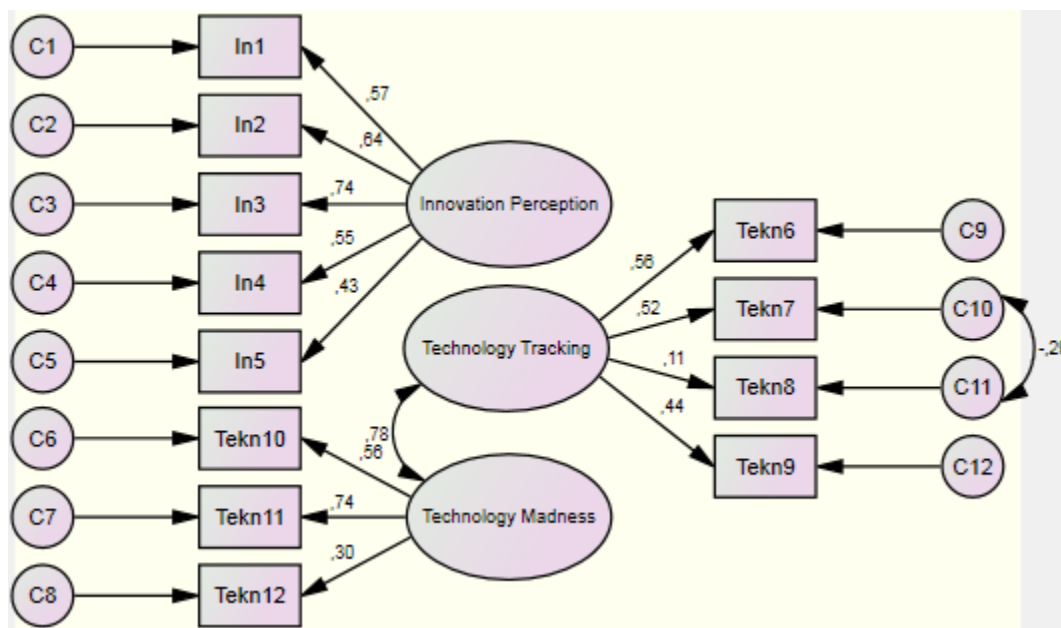 C1
In1
,57
C2
In2
,64
C3
In3
,74
Innovation Perception
C4
In4
,55
C5
In5
,43
Tekn6
C9
,56
Technology Tracking
Tekn7
C10
,52
Tekn8
C11
,11
Tekn9
C12
,44
,78
C6
Tekn10
,56
C7
Tekn11
,74
Technology Madness
C8
Tekn12
,30